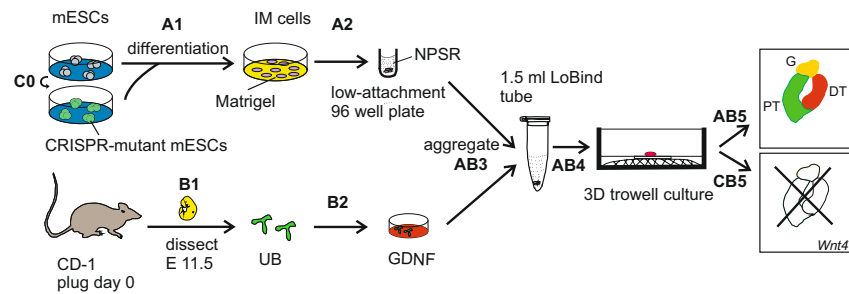 mESCs
A1
differentiation
C0
CRISPR-mutant mESCs
IM cells
Matrigel
A2
NPSR
low-attachment
96 well plate
1.5 ml LoBind
tube
aggregate
AB3
AB4
3D trowell culture
AB5
CB5
G
PT
DT
Wnt4
CD-1
plug day 0
B1
dissect
E 11.5
UB
B2
GDNF